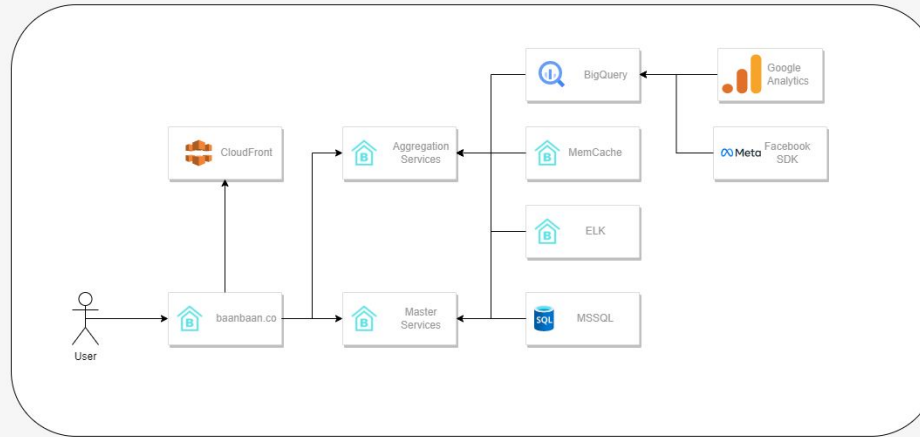 BigQuery
Google
Analytics
CloudFront
Aggregation
Services
MemCache
Meta
Facebook
SDK
B
B
B
ELK
User
B
baanbaan.co
B
Master
Services
SQL
MSSQL